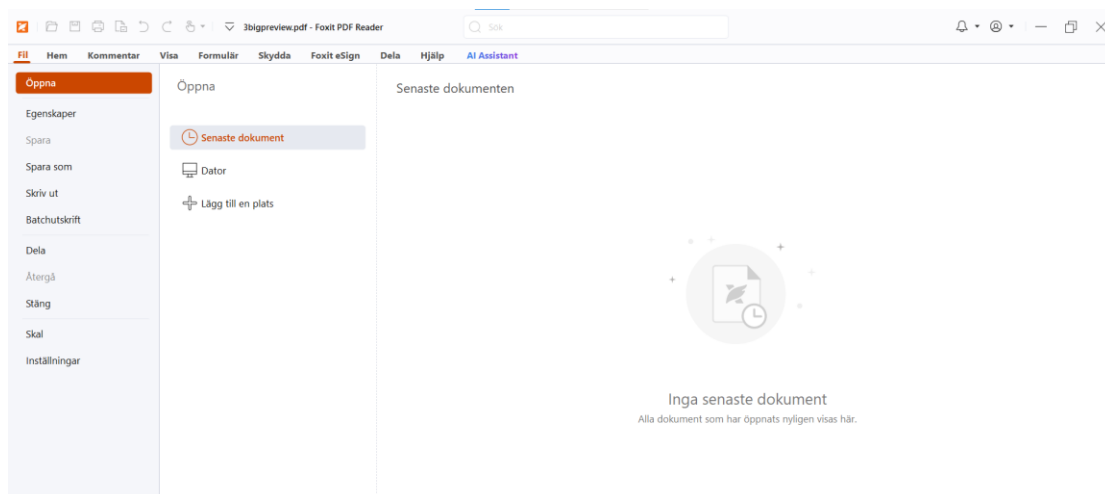 3bigpreview.pdf - Foxit PDF Reader
Sök
Fil Hem Kommentar Visa Formulär Skydda Foxit eSign Dela Hjälp AI Assistant
Öppna
Egenskaper
Spara
Spara som
Skriv ut
Batchutskrift
Dela
Återgå
Stäng
Skal
Inställningar
Öppna
Senaste dokument
Dator
Lägg till en plats
Senaste dokumenten
Inga senaste dokument
Alla dokument som har öppnats nyligen visas här.